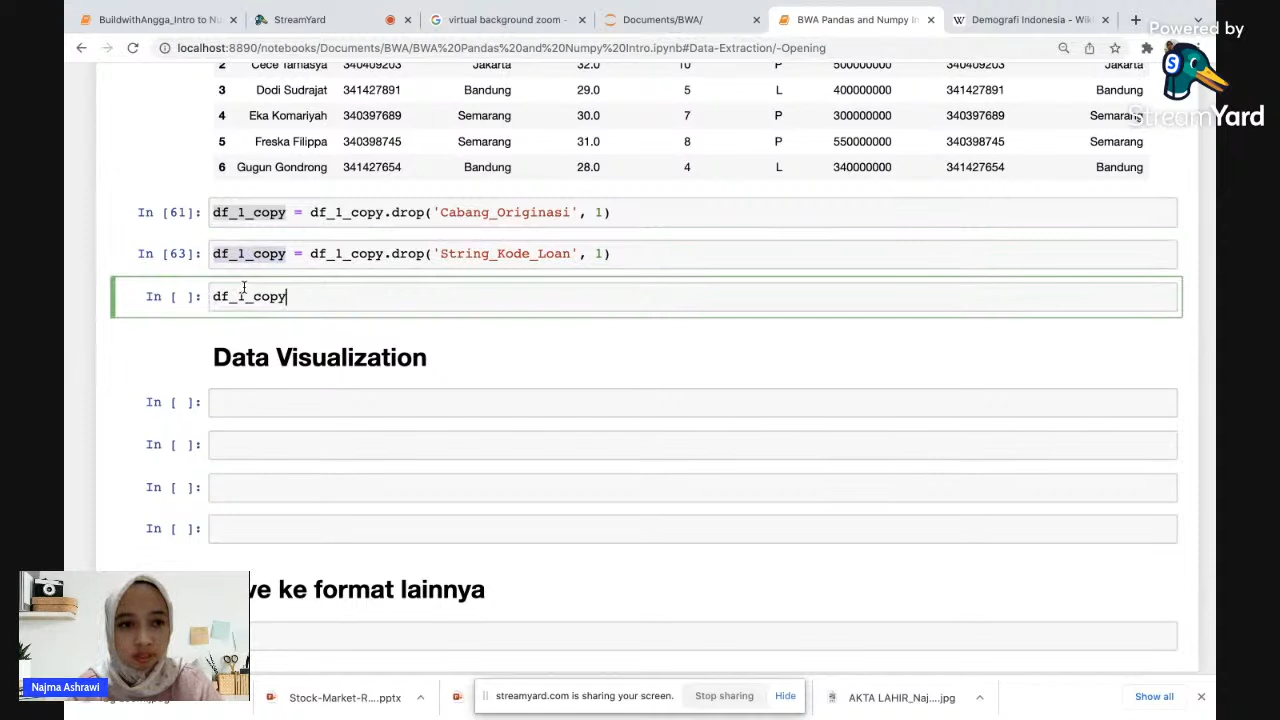 BuildwithAngga_Intro to Nu
StreamYard
virtual background zoom -
Documents/BWA/
BWA Pandas and Numpy In
Demografi Indonesia - Wiki
localhost:8890/notebooks/Documents/BWA/BWA%20Pandas%20and%20Numpy%20Intro.ipynb#Data-Extraction/-Opening
Powered by
StreamYard
2 Cece Tamasya 340409203 Jakarta 32.0 10 P 500000000 340409203 Jakarta
3 Dodi Sudrajat 341427891 Bandung 29.0 5 L 400000000 341427891 Bandung
4 Eka Komariyah 340397689 Semarang 30.0 7 P 300000000 340397689 Semarang
5 Freska Filippa 340398745 Semarang 31.0 8 P 550000000 340398745 Semarang
6 Gugun Gondrong 341427654 Bandung 28.0 4 L 340000000 341427654 Bandung
In [61]: df_1_copy = df_1_copy.drop('Cabang_Originasi', 1)
In [63]: df_1_copy = df_1_copy.drop('String_Kode_Loan', 1)
In [ ]: df_1_copy
Data Visualization
In [ ]:
In [ ]:
In [ ]:
In [ ]:
ve ke format lainnya
Najma Ashrawi
Stock-Market-R....pptx
streamyard.com is sharing your screen.
Stop sharing
Hide
AKTA LAHIR_Naj....jpg
Show all